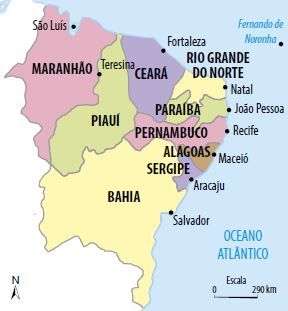 São Luís
Fernando de
Noronha
Fortaleza
RIO GRANDE
DO NORTE
MARANHÃO
Teresina
CEARÁ
Natal
PARAÍBA
João Pessoa
PIAUÍ
PERNAMBUCO
Recife
ALAGOAS
Maceió
SERGIPE
Aracaju
BAHIA
Salvador
OCEANO
ATLÂNTICO
N
Escala
0 290 km